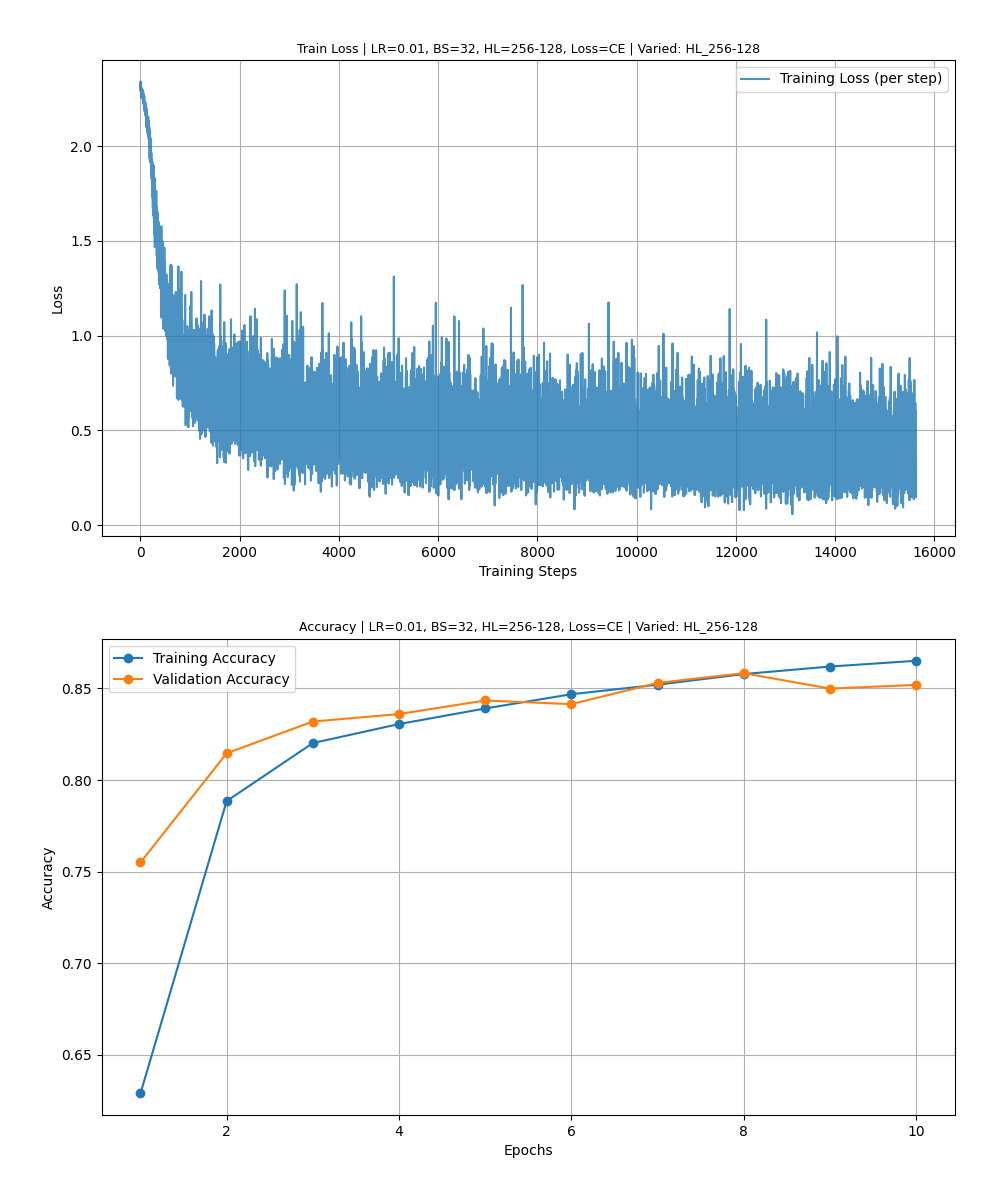 Train Loss | LR=0.01, BS=32, HL=256-128, Loss=CE | Varied: HL_256-128
Training Loss (per step)
2.0
1.5
1.0
0.5
0.0
Loss
0 2000 4000 6000 8000 10000 12000 14000 16000
Training Steps
Accuracy | LR=0.01, BS=32, HL=256-128, Loss=CE | Varied: HL_256-128
Training Accuracy
Validation Accuracy
0.85
0.80
0.75
0.70
0.65
Accuracy
2 4 6 8 10
Epochs